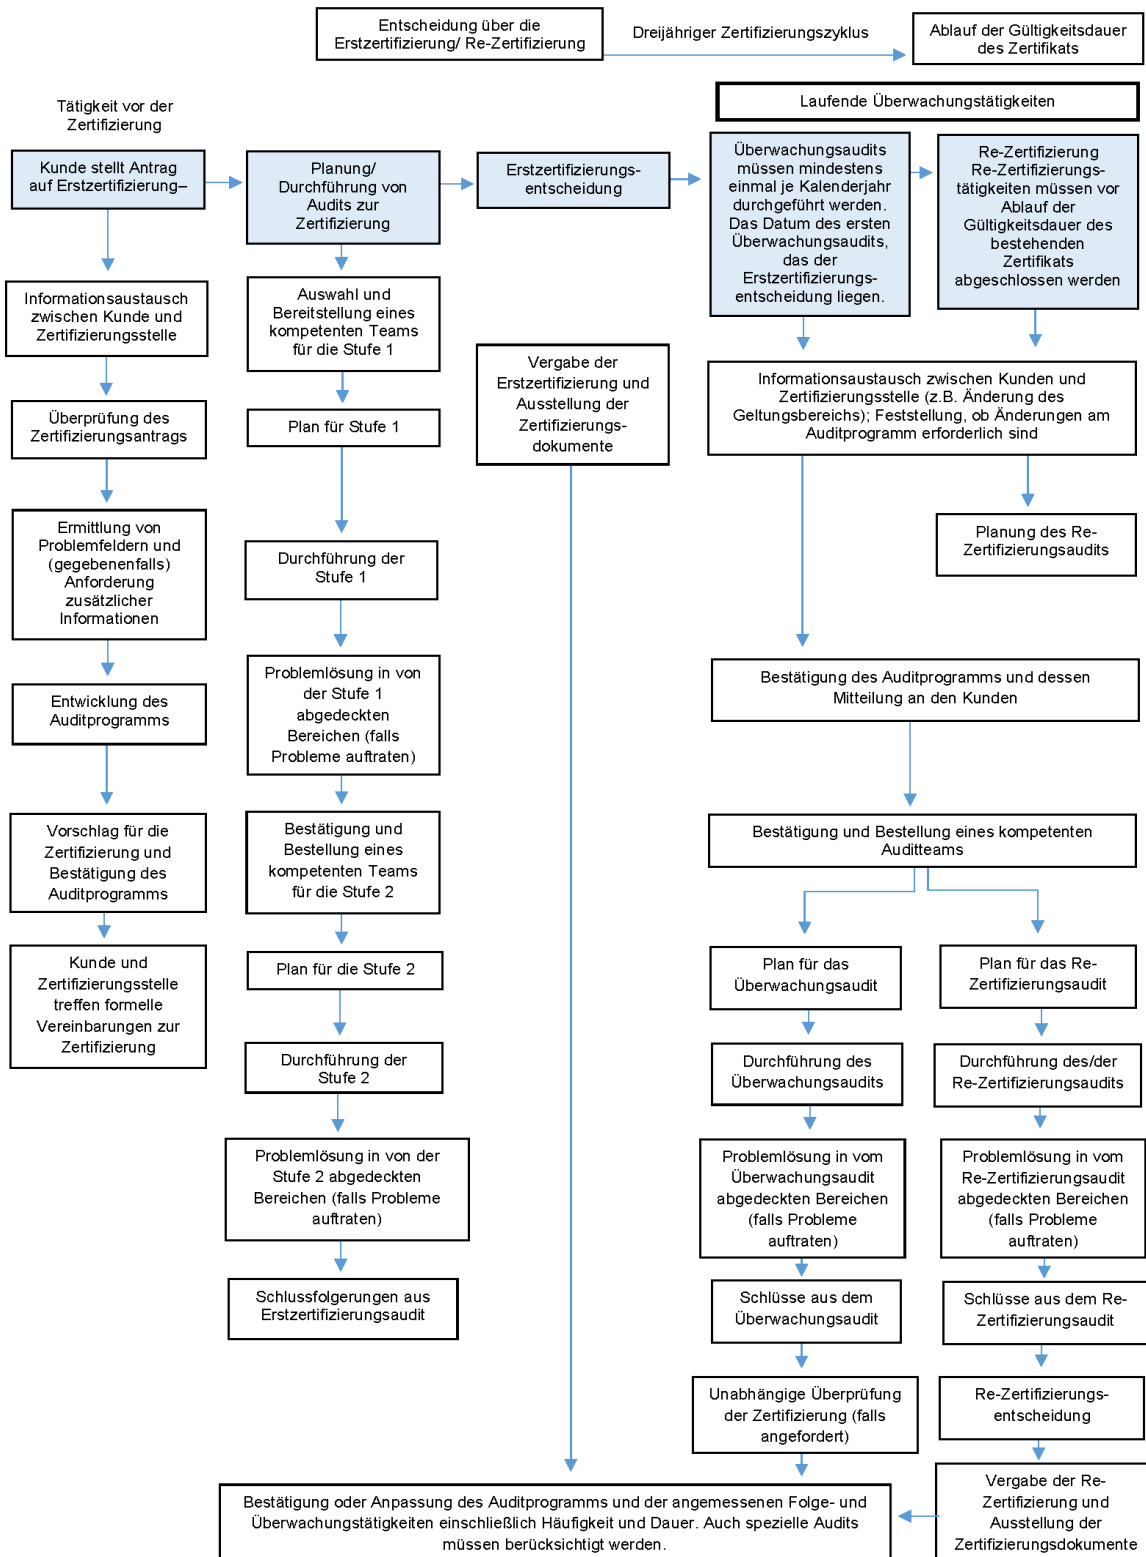 Entscheidung über die
Erstzertifizierung/ Re-Zertifizierung
Dreijähriger Zertifizierungszyklus
Ablauf der Gültigkeitsdauer
des Zertifikats
Laufende Überwachungstätigkeiten
Tätigkeit vor der
Zertifizierung
Kunde stellt Antrag
auf Erstzertifizierung–
Planung/
Durchführung von
Audits zur
Zertifizierung
Erstzertifizierungs-
entscheidung
Überwachungsaudits
müssen mindestens
einmal je Kalenderjahr
durchgeführt werden.
Das Datum des ersten
Überwachungsaudits,
das der
Erstzertifizierungs-
entscheidung liegen.
Re-Zertifizierung
Re-Zertifizierungs-
tätigkeiten müssen vor
Ablauf der
Gültigkeitsdauer des
bestehenden
Zertifikats
abgeschlossen werden
Informationsaustausch
zwischen Kunde und
Zertifizierungsstelle
Überprüfung des
Zertifizierungsantrags
Ermittlung von
Problemfeldern und
(gegebenenfalls)
Anforderung
zusätzlicher
Informationen
Entwicklung des
Auditprogramms
Vorschlag für die
Zertifizierung und
Bestätigung des
Auditprogramms
Kunde und
Zertifizierungsstelle
treffen formelle
Vereinbarungen zur
Zertifizierung
Auswahl und
Bereitstellung eines
kompetenten Teams
für die Stufe 1
Plan für Stufe 1
Durchführung der
Stufe 1
Problemlösung in von
der Stufe 1
abgedeckten
Bereichen (falls
Probleme auftraten)
Bestätigung und
Bestellung eines
kompetenten Teams
für die Stufe 2
Plan für die Stufe 2
Durchführung der
Stufe 2
Problemlösung in von der
Stufe 2 abgedeckten
Bereichen (falls Probleme
auftraten)
Schlussfolgerungen aus
Erstzertifizierungsaudit
Vergabe der
Erstzertifizierung und
Ausstellung der
Zertifizierungs-
dokumente
Informationsaustausch zwischen Kunden und
Zertifizierungsstelle (z.B. Änderung des
Geltungsbereichs); Feststellung, ob Änderungen am
Auditprogramm erforderlich sind
Planung des Re-
Zertifizierungsaudits
Bestätigung des Auditprogramms und dessen
Mitteilung an den Kunden
Bestätigung und Bestellung eines kompetenten
Auditteams
Plan für das
Überwachungsaudit
Durchführung des
Überwachungsaudits
Problemlösung in vom
Überwachungsaudit
abgedeckten Bereichen
(falls Probleme
auftraten)
Schlüsse aus dem
Überwachungsaudit
Unabhängige Überprüfung
der Zertifizierung (falls
angefordert)
Plan für das Re-
Zertifizierungsaudit
Durchführung des/der
Re-Zertifizierungsaudits
Problemlösung in vom
Re-Zertifizierungsaudit
abgedeckten Bereichen
(falls Probleme
auftraten)
Schlüsse aus dem Re-
Zertifizierungsaudit
Re-Zertifizierungs-
entscheidung
Vergabe der Re-
Zertifizierung und
Ausstellung der
Zertifizierungsdokumente
Bestätigung oder Anpassung des Auditprogramms und der angemessenen Folge- und
Überwachungstätigkeiten einschließlich Häufigkeit und Dauer. Auch spezielle Audits
müssen berücksichtigt werden.